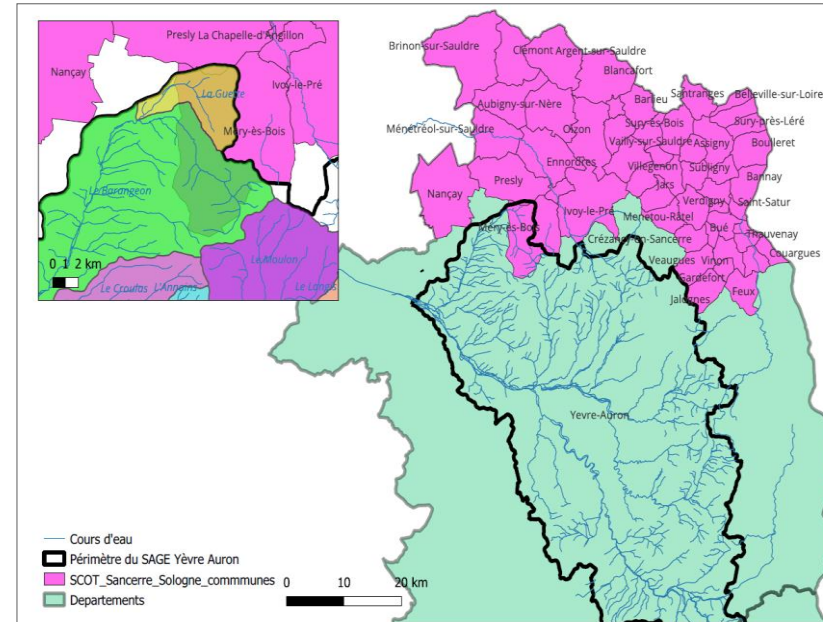 Presly La Chapelle-d'Angillon
Nançay
La Guette
Ivoy-le-Pré
Méry-ès-Bois
Le Barangeon
0 1 2 km
Le Moulon
Le Croulas L'Annains
Brinon-sur-Sauldre
Clémont Argent-sur-Sauldre
Blancafort
Santranges Belleville-sur-Loire
Barlieu
Aubigny-sur-Nère
Sury-ès-Bois Sury-près-Léré
Ménétréol-sur-Sauldre
Oizon
Vailly-sur-Sauldre Assigny Boulleret
Ennordres
Villegenon Subligny Bannay
Presly
Jars
Nançay
Verdigny Saint-Satur
Ivoy-le-Pré Menetou-Râtel
Méry-ès-Bois
Bué Thauvenay
Crézancy-en-Sancerre
Couargues
Veaugues Vinon
Gardefort
Feux
Jalognes
Yevre-Auron
Cours d'eau
Périmètre du SAGE Yèvre Auron
SCOT_Sancerre_Sologne_commmunes
Departements
0 10 20 km